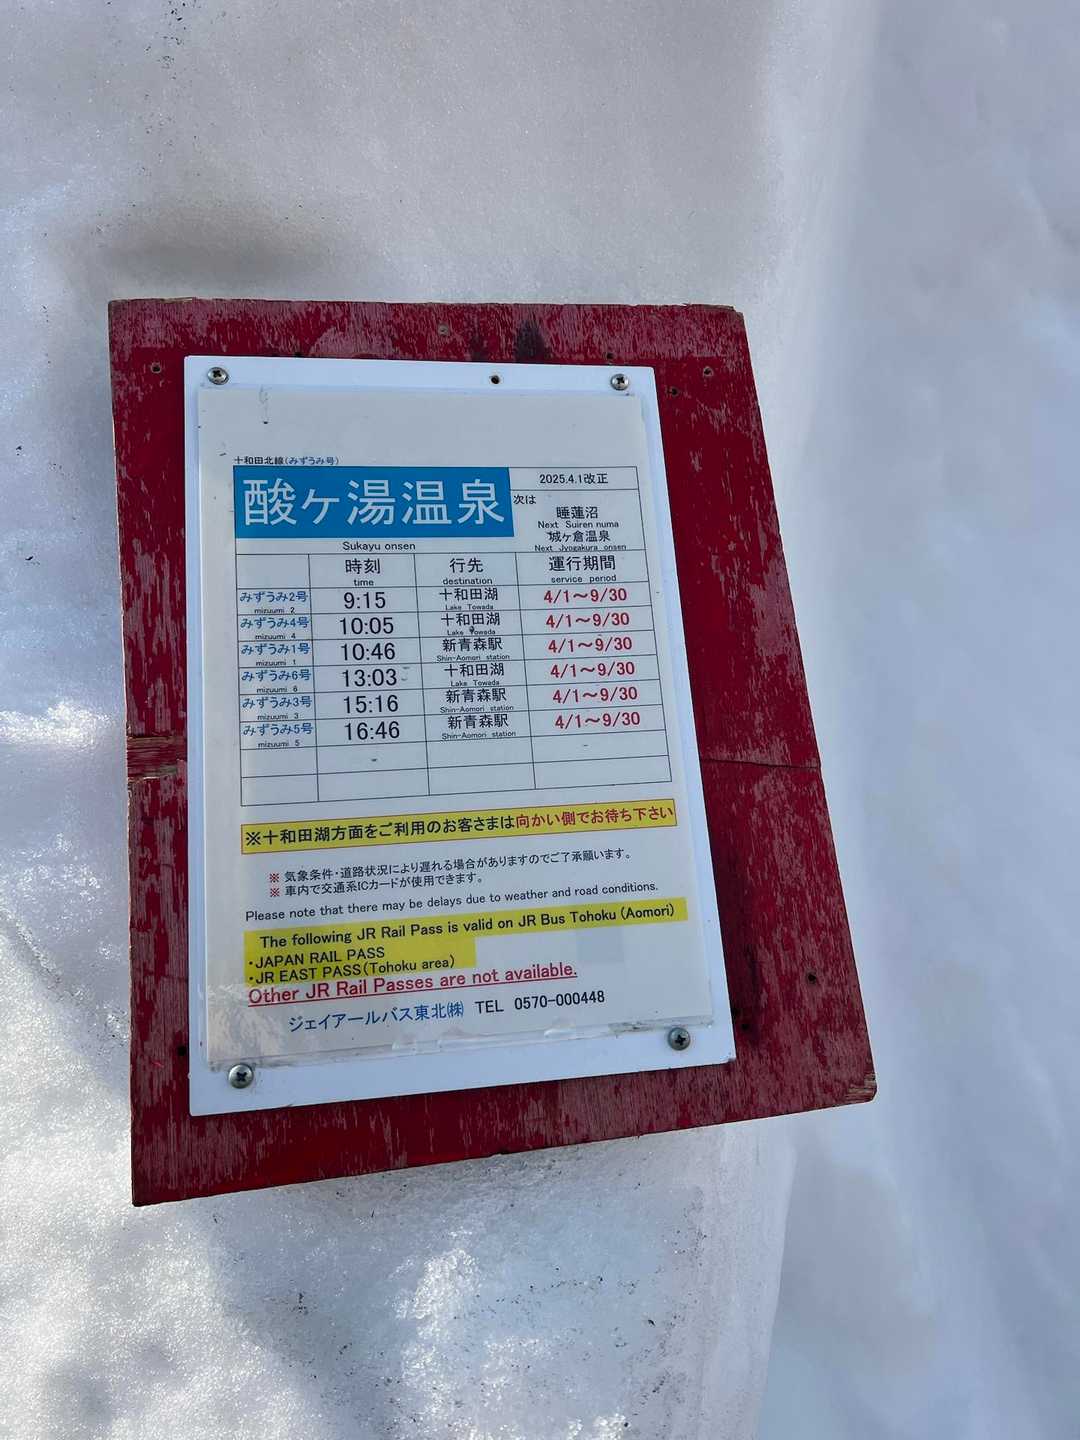 十和田北線(みずうみ号)
酸ヶ湯温泉
Sukayu onsen
2025.4.1改正
次は
睡蓮沼
Next Suiren numa
城ヶ倉温泉
Next Jyogakura onsen
時刻 行先 運行期間
time destination service period
みずうみ2号 9:15 十和田湖 4/1～9/30
mizuumi 2 Lake Towada
みずうみ4号 10:05 十和田湖 4/1～9/30
mizuumi 4 Lake Towada
みずうみ1号 10:46 新青森駅 4/1～9/30
mizuumi 1 Shin-Aomori station
みずうみ6号 13:03 十和田湖 4/1～9/30
mizuumi 6 Lake Towada
みずうみ3号 15:16 新青森駅 4/1～9/30
mizuumi 3 Shin-Aomori station
みずうみ5号 16:46 新青森駅 4/1～9/30
mizuumi 5 Shin-Aomori station
※十和田湖方面をご利用のお客さまは向かい側でお待ち下さい
※ 気象条件・道路状況により遅れる場合がありますのでご了承願います。
※ 車内で交通系ICカードが使用できます。
Please note that there may be delays due to weather and road conditions.
The following JR Rail Pass is valid on JR Bus Tohoku (Aomori)
・JAPAN RAIL PASS
・JR EAST PASS(Tohoku area)
Other JR Rail Passes are not available.
ジェイアールバス東北㈱ TEL 0570-000448